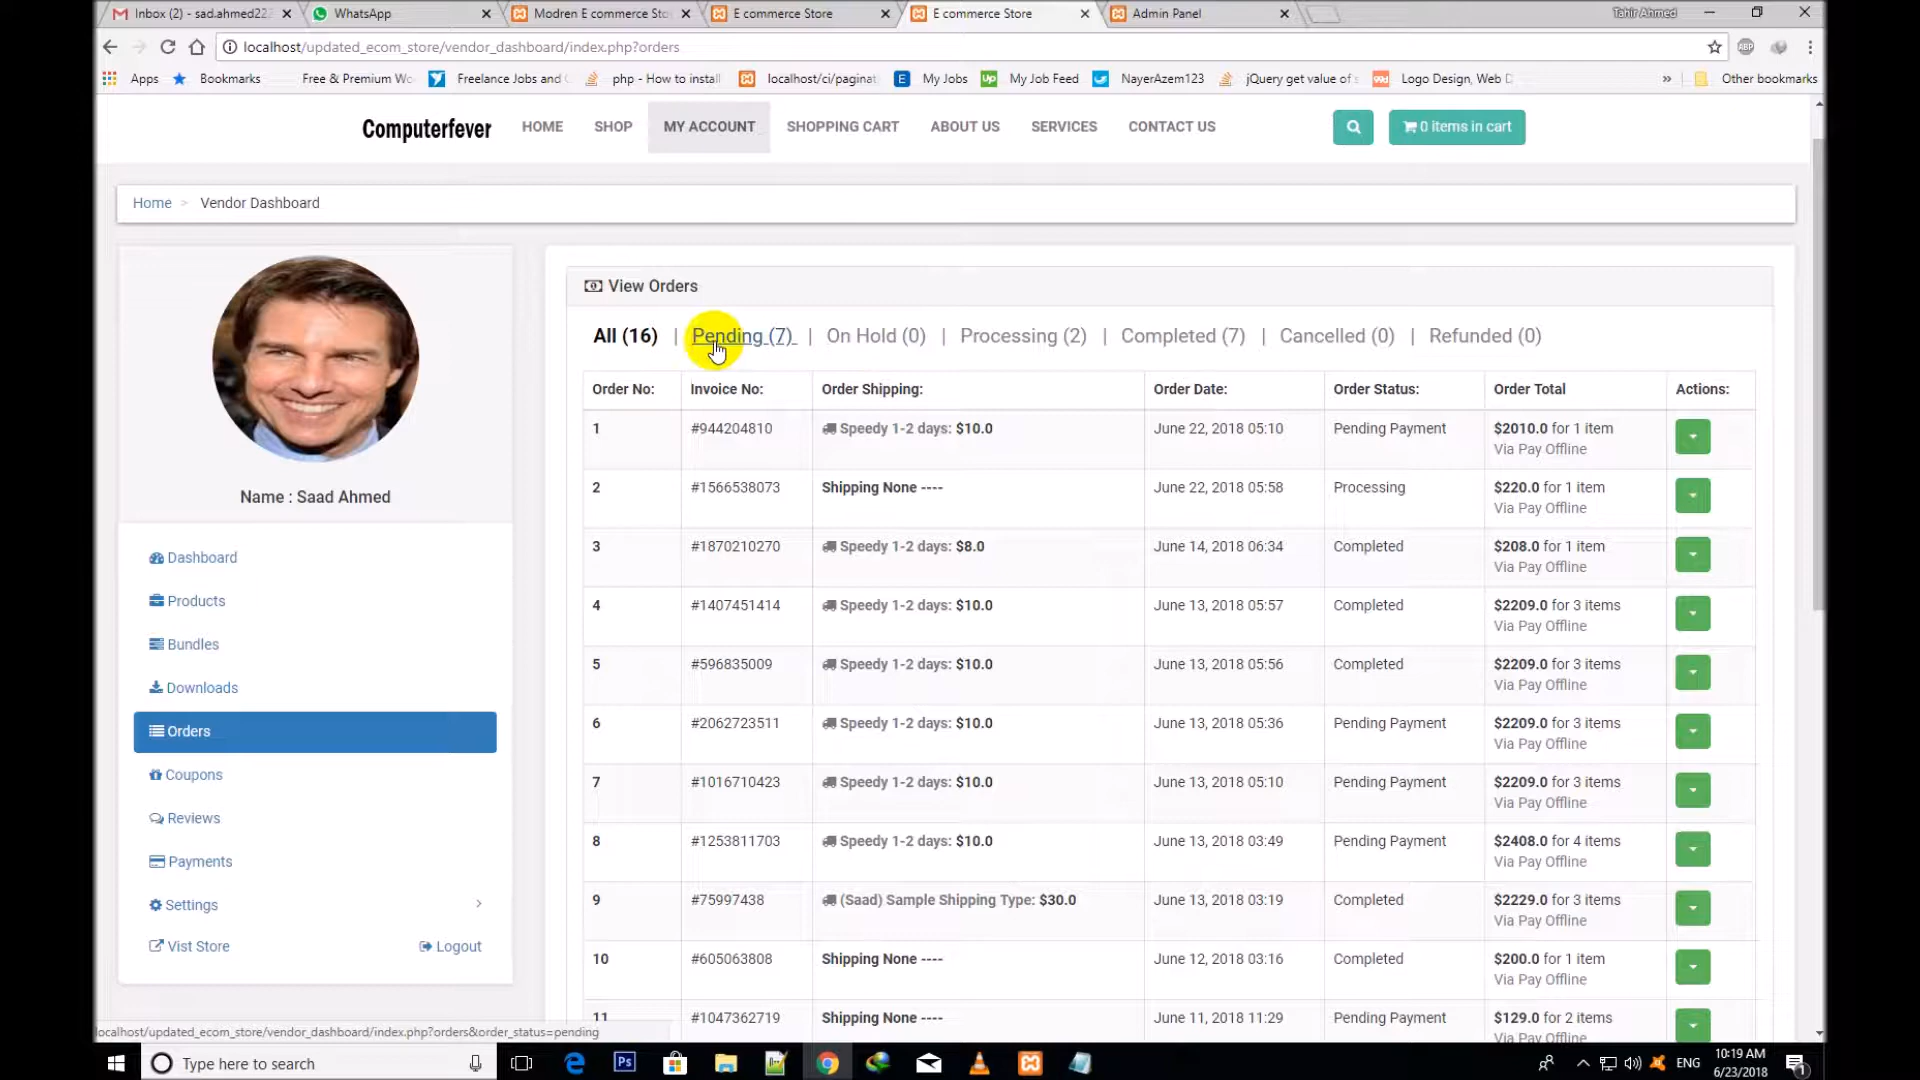 Inbox (2) - sad.ahmed22
WhatsApp
Modren E commerce Sto
E commerce Store
E commerce Store
Admin Panel
Tahir Ahmed
localhost/updated_ecom_store/vendor_dashboard/index.php?orders
ABP
Apps
Bookmarks
Free & Premium Wo
Freelance Jobs and
php - How to install
localhost/ci/paginat
E My Jobs
Up My Job Feed
NayerAzem123
jQuery get value of s
Logo Design, Web D
»
Other bookmarks
Computerfever
HOME
SHOP
MY ACCOUNT
SHOPPING CART
ABOUT US
SERVICES
CONTACT US
0 items in cart
Home > Vendor Dashboard
Name : Saad Ahmed
Dashboard
Products
Bundles
Downloads
Orders
Coupons
Reviews
Payments
Settings
Vist Store
Logout
View Orders
All (16) | Pending (7) | On Hold (0) | Processing (2) | Completed (7) | Cancelled (0) | Refunded (0)
Order No: Invoice No: Order Shipping: Order Date: Order Status: Order Total Actions:
1 #944204810 Speedy 1-2 days: $10.0 June 22, 2018 05:10 Pending Payment $2010.0 for 1 item
Via Pay Offline
2 #1566538073 Shipping None ---- June 22, 2018 05:58 Processing $220.0 for 1 item
Via Pay Offline
3 #1870210270 Speedy 1-2 days: $8.0 June 14, 2018 06:34 Completed $208.0 for 1 item
Via Pay Offline
4 #1407451414 Speedy 1-2 days: $10.0 June 13, 2018 05:57 Completed $2209.0 for 3 items
Via Pay Offline
5 #596835009 Speedy 1-2 days: $10.0 June 13, 2018 05:56 Completed $2209.0 for 3 items
Via Pay Offline
6 #2062723511 Speedy 1-2 days: $10.0 June 13, 2018 05:36 Pending Payment $2209.0 for 3 items
Via Pay Offline
7 #1016710423 Speedy 1-2 days: $10.0 June 13, 2018 05:10 Pending Payment $2209.0 for 3 items
Via Pay Offline
8 #1253811703 Speedy 1-2 days: $10.0 June 13, 2018 03:49 Pending Payment $2408.0 for 4 items
Via Pay Offline
9 #75997438 (Saad) Sample Shipping Type: $30.0 June 13, 2018 03:19 Completed $2229.0 for 3 items
Via Pay Offline
10 #605063808 Shipping None ---- June 12, 2018 03:16 Completed $200.0 for 1 item
Via Pay Offline
11 #1047362719 Shipping None ---- June 11, 2018 11:29 Pending Payment $129.0 for 2 items
Via Pay Offline
localhost/updated_ecom_store/vendor_dashboard/index.php?orders&order_status=pending
Type here to search
Ps
ENG
10:19 AM
6/23/2018
1